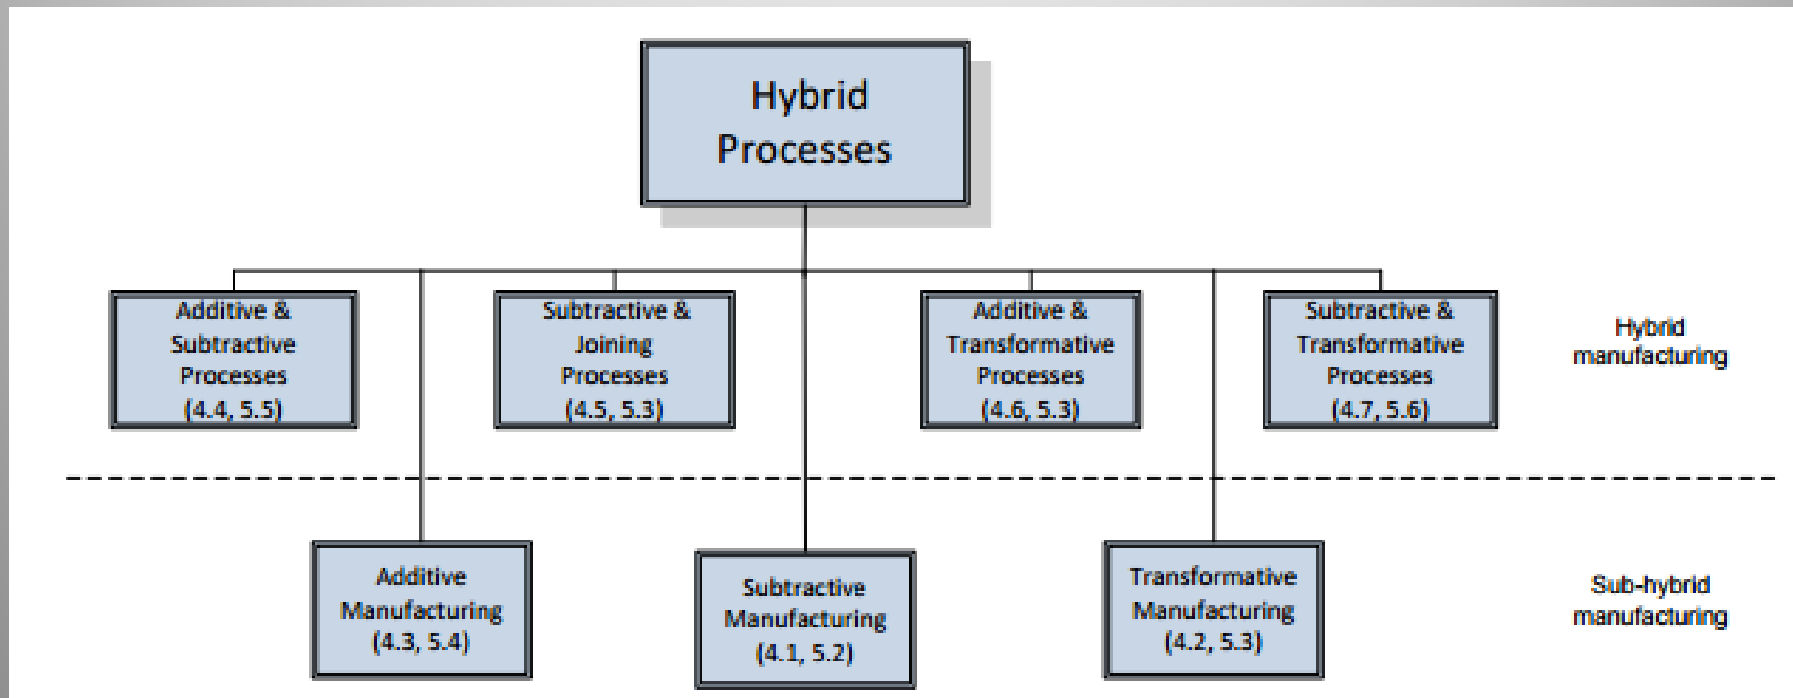 Hybrid
Processes
Additive &
Subtractive
Processes
(4.4, 5.5)
Subtractive &
Joining
Processes
(4.5, 5.3)
Additive &
Transformative
Processes
(4.6, 5.3)
Subtractive &
Transformative
Processes
(4.7, 5.6)
Hybrid
manufacturing
Additive
Manufacturing
(4.3, 5.4)
Subtractive
Manufacturing
(4.1, 5.2)
Transformative
Manufacturing
(4.2, 5.3)
Sub-hybrid
manufacturing